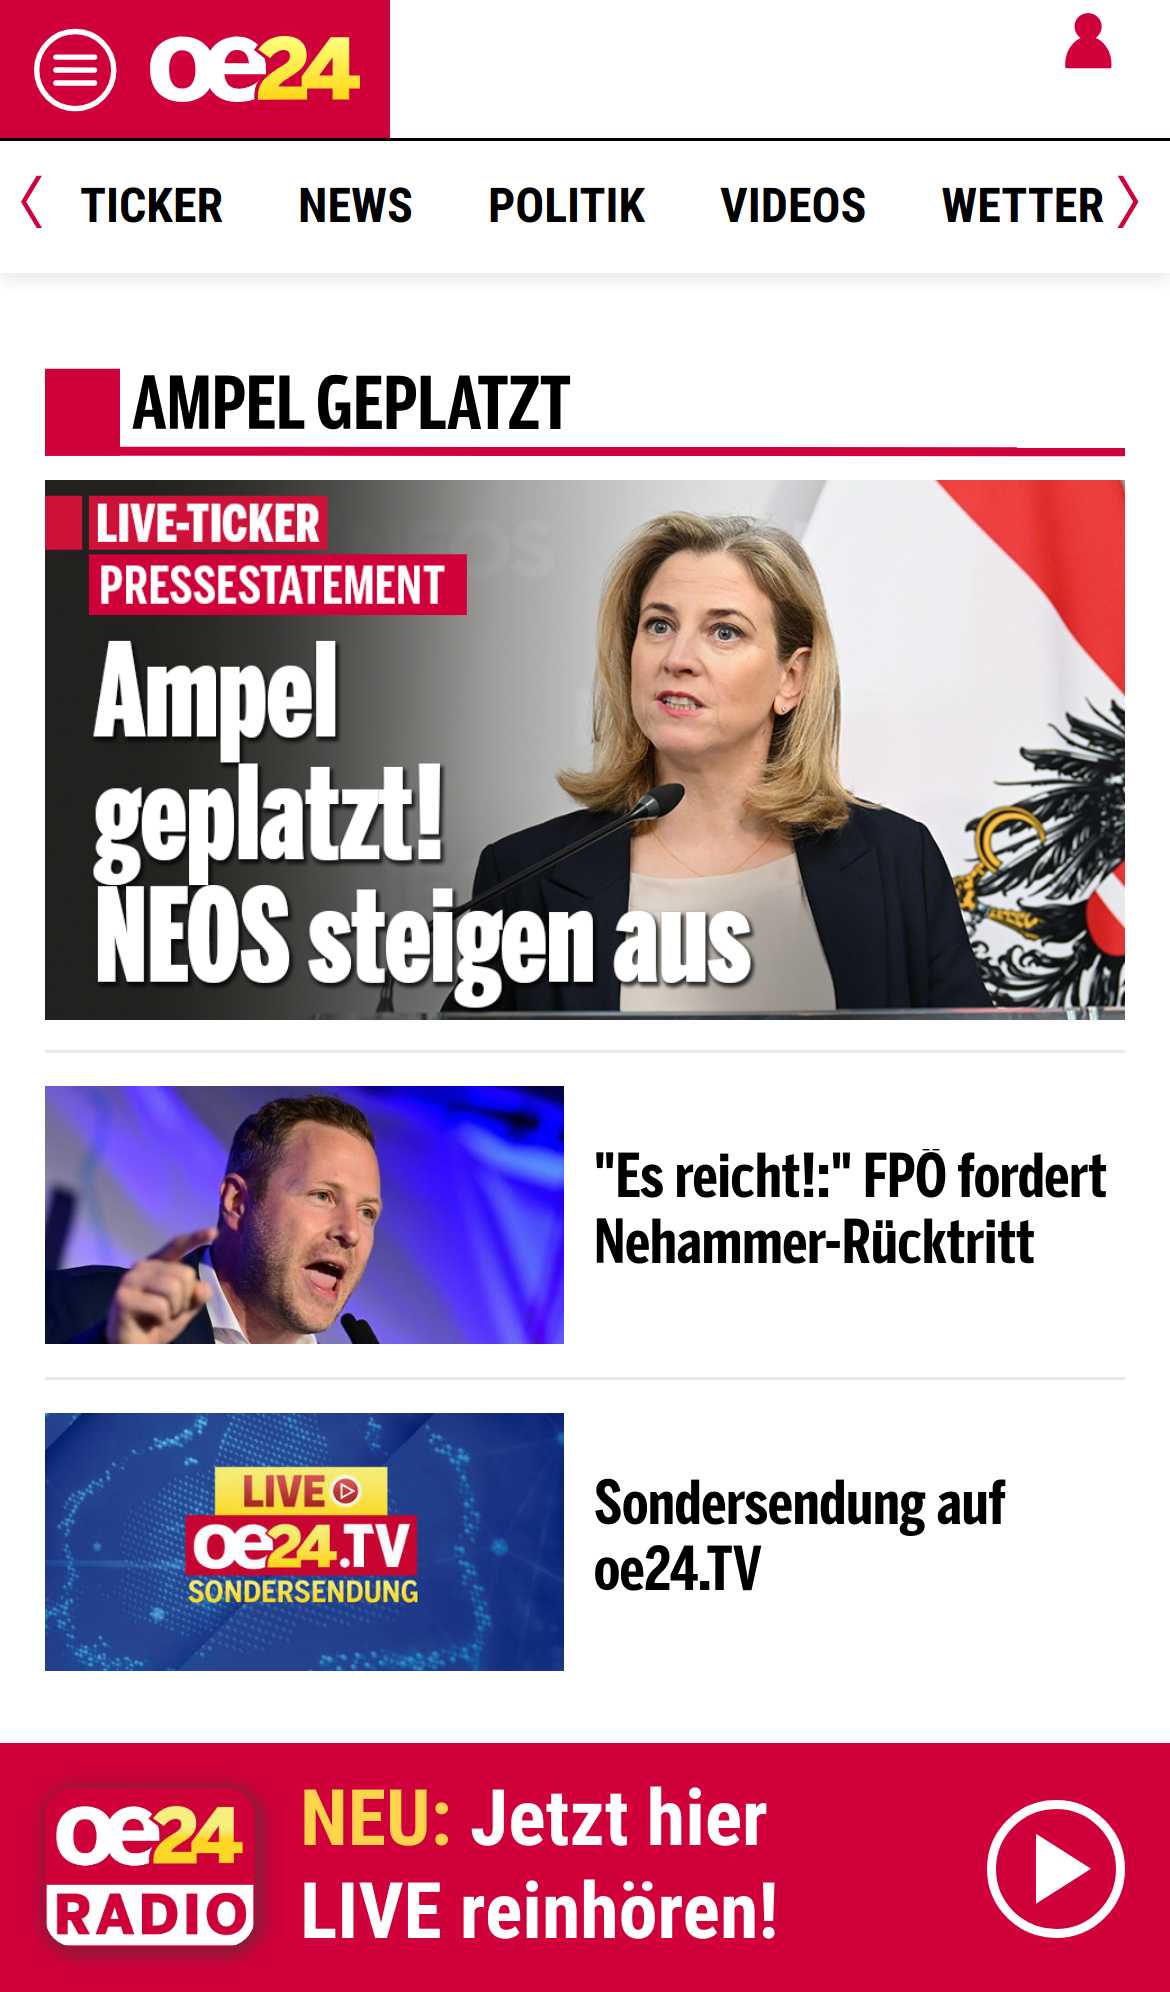 oe24
TICKER NEWS POLITIK VIDEOS WETTER
AMPEL GEPLATZT
LIVE-TICKER
PRESSESTATEMENT
Ampel
geplatzt!
NEOS steigen aus
"Es reicht!:" FPÖ fordert
Nehammer-Rücktritt
LIVE
oe24.TV
SONDERSENDUNG
Sondersendung auf
oe24.TV
oe24
RADIO
NEU: Jetzt hier
LIVE reinhören!